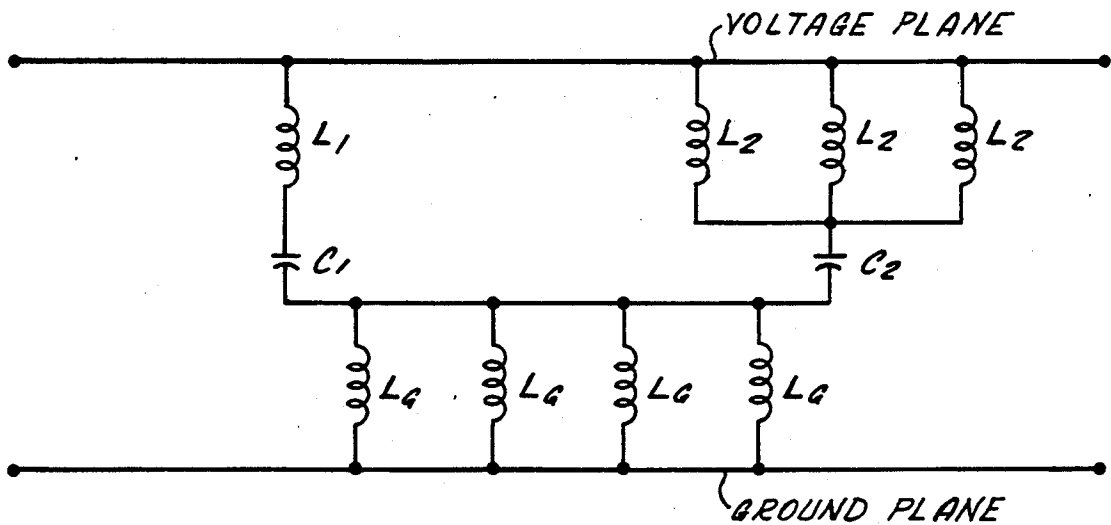 VOLTAGE PLANE
L1
L2
L2
L2
C1
C2
LG
LG
LG
LG
GROUND PLANE